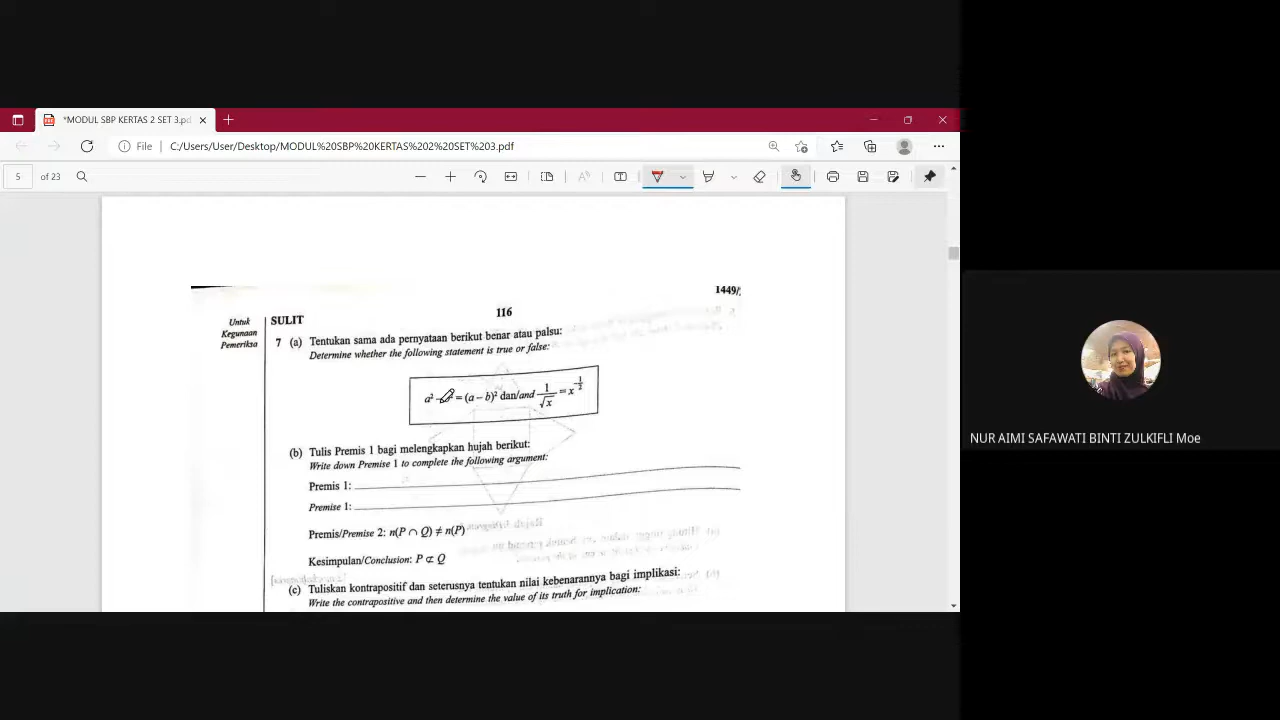 *MODUL SBP KERTAS 2 SET 3.pd
File
C:/Users/User/Desktop/MODUL%20SBP%20KERTAS%202%20SET%203.pdf
5 of 23
1449/
116
Untuk
Kegunaan
Pemeriksa
SULIT
7 (a) Tentukan sama ada pernyataan berikut benar atau palsu:
Determine whether the following statement is true or false:
a² – = (a – b)² dan/and 1/√x = x^(-1/2)
(b) Tulis Premis 1 bagi melengkapkan hujah berikut:
Write down Premise 1 to complete the following argument:
Premis 1:
Premise 1:
Premis/Premise 2: n(P ∩ Q) ≠ n(P)
Kesimpulan/Conclusion: P ⊄ Q
(c) Tuliskan kontrapositif dan seterusnya tentukan nilai kebenarannya bagi implikasi:
Write the contrapositive and then determine the value of its truth for implication:
NUR AIMI SAFAWATI BINTI ZULKIFLI Moe